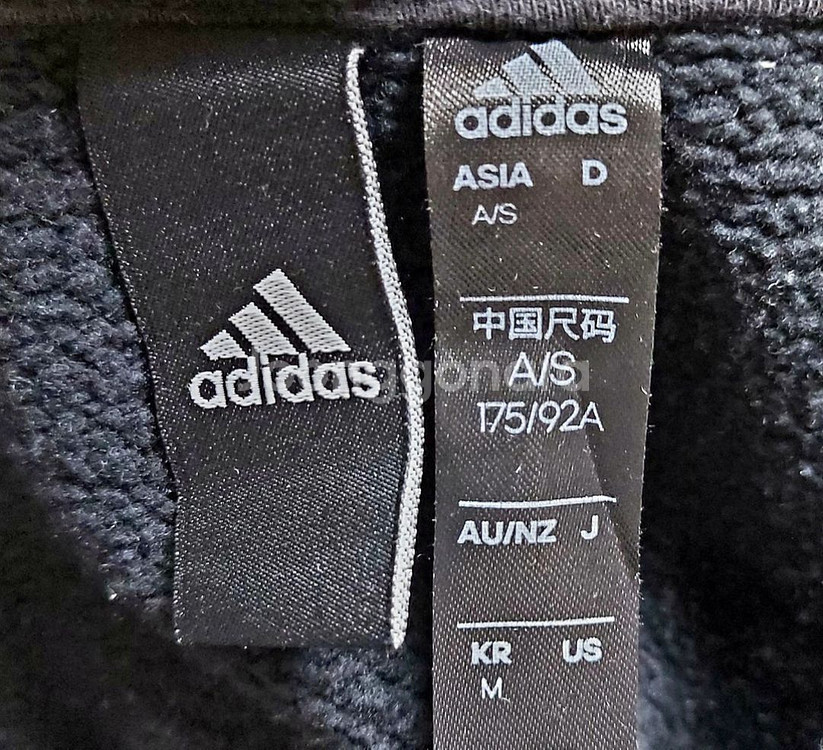 adidas
adidas
ASIA D
A/S
中国尺码
A/S
175/92A
AU/NZ J
KR US
M